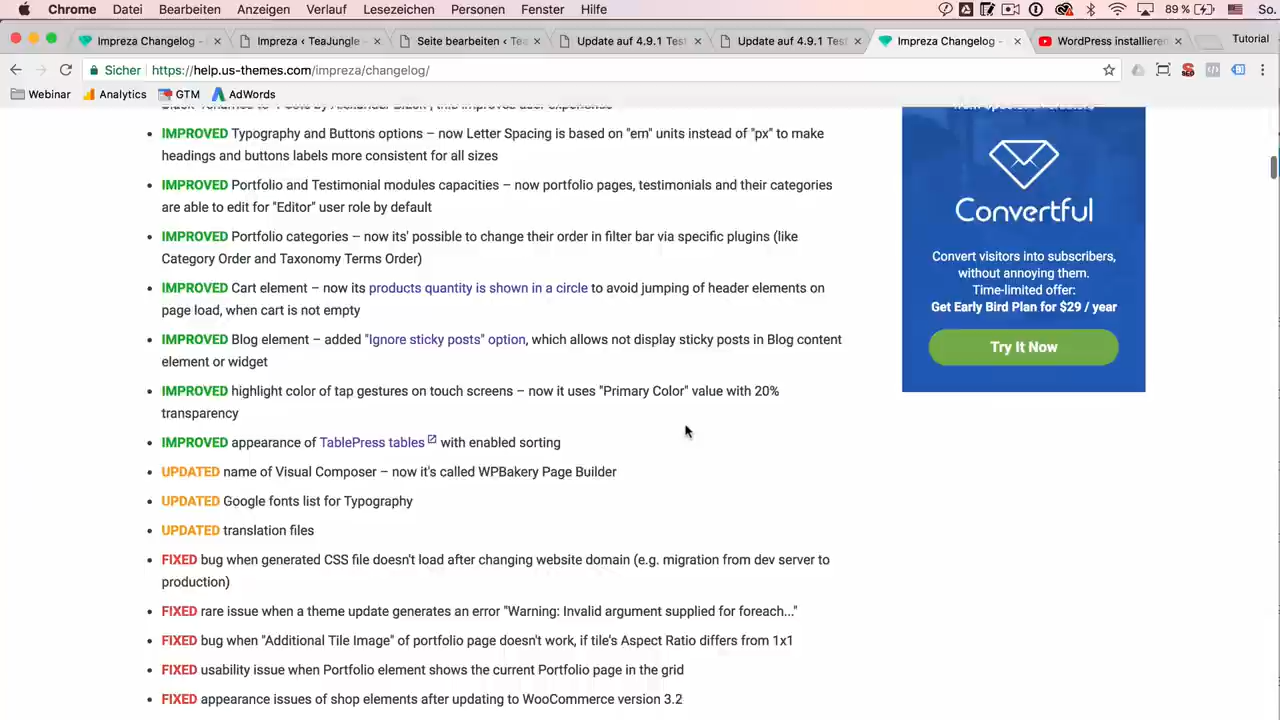 Chrome Datei Bearbeiten Anzeigen Verlauf Lesezeichen Personen Fenster Hilfe 89 % So.
Impreza Changelog - × Impreza ‹ TeaJungle - × Seite bearbeiten ‹ Tea × Update auf 4.9.1 Test × Update auf 4.9.1 Test × Impreza Changelog - × WordPress installieren × Tutorial
Sicher https://help.us-themes.com/impreza/changelog/
Webinar Analytics GTM AdWords
IMPROVED Typography and Buttons options – now Letter Spacing is based on "em" units instead of "px" to make
headings and buttons labels more consistent for all sizes
IMPROVED Portfolio and Testimonial modules capacities – now portfolio pages, testimonials and their categories
are able to edit for "Editor" user role by default
IMPROVED Portfolio categories – now its' possible to change their order in filter bar via specific plugins (like
Category Order and Taxonomy Terms Order)
IMPROVED Cart element – now its products quantity is shown in a circle to avoid jumping of header elements on
page load, when cart is not empty
IMPROVED Blog element – added "Ignore sticky posts" option, which allows not display sticky posts in Blog content
element or widget
IMPROVED highlight color of tap gestures on touch screens – now it uses "Primary Color" value with 20%
transparency
IMPROVED appearance of TablePress tables with enabled sorting
UPDATED name of Visual Composer – now it's called WPBakery Page Builder
UPDATED Google fonts list for Typography
UPDATED translation files
FIXED bug when generated CSS file doesn't load after changing website domain (e.g. migration from dev server to
production)
FIXED rare issue when a theme update generates an error "Warning: Invalid argument supplied for foreach..."
FIXED bug when "Additional Tile Image" of portfolio page doesn't work, if tile's Aspect Ratio differs from 1x1
FIXED usability issue when Portfolio element shows the current Portfolio page in the grid
FIXED appearance issues of shop elements after updating to WooCommerce version 3.2
Convertful
Convert visitors into subscribers,
without annoying them.
Time-limited offer:
Get Early Bird Plan for $29 / year
Try It Now